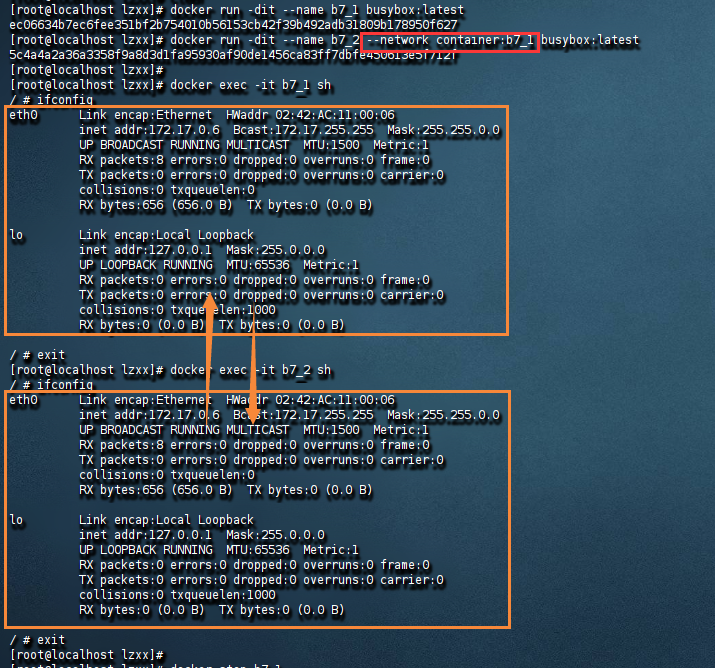 [root@localhost lzxx]# docker run -dit --name b7_1 busybox:latest
ec06634b7ec6fee351bf2b754010b56153cb42f39b492adb31809b178950f627
[root@localhost lzxx]# docker run -dit --name b7_2 --network container:b7_1 busybox:latest
5c4a4a2a36a3358f9a8d3d1fa95930af90de1456ca83ff7dbfe450613e5f712f
[root@localhost lzxx]#
[root@localhost lzxx]# docker exec -it b7_1 sh
/ # ifconfig
eth0 Link encap:Ethernet HWaddr 02:42:AC:11:00:06
inet addr:172.17.0.6 Bcast:172.17.255.255 Mask:255.255.0.0
UP BROADCAST RUNNING MULTICAST MTU:1500 Metric:1
RX packets:8 errors:0 dropped:0 overruns:0 frame:0
TX packets:0 errors:0 dropped:0 overruns:0 carrier:0
collisions:0 txqueuelen:0
RX bytes:656 (656.0 B) TX bytes:0 (0.0 B)
lo Link encap:Local Loopback
inet addr:127.0.0.1 Mask:255.0.0.0
UP LOOPBACK RUNNING MTU:65536 Metric:1
RX packets:0 errors:0 dropped:0 overruns:0 frame:0
TX packets:0 errors:0 dropped:0 overruns:0 carrier:0
collisions:0 txqueuelen:1000
RX bytes:0 (0.0 B) TX bytes:0 (0.0 B)
/ # exit
[root@localhost lzxx]# docker exec -it b7_2 sh
/ # ifconfig
eth0 Link encap:Ethernet HWaddr 02:42:AC:11:00:06
inet addr:172.17.0.6 Bcast:172.17.255.255 Mask:255.255.0.0
UP BROADCAST RUNNING MULTICAST MTU:1500 Metric:1
RX packets:8 errors:0 dropped:0 overruns:0 frame:0
TX packets:0 errors:0 dropped:0 overruns:0 carrier:0
collisions:0 txqueuelen:0
RX bytes:656 (656.0 B) TX bytes:0 (0.0 B)
lo Link encap:Local Loopback
inet addr:127.0.0.1 Mask:255.0.0.0
UP LOOPBACK RUNNING MTU:65536 Metric:1
RX packets:0 errors:0 dropped:0 overruns:0 frame:0
TX packets:0 errors:0 dropped:0 overruns:0 carrier:0
collisions:0 txqueuelen:1000
RX bytes:0 (0.0 B) TX bytes:0 (0.0 B)
/ # exit
[root@localhost lzxx]#
[root@localhost lzxx]# docker stop b7_1